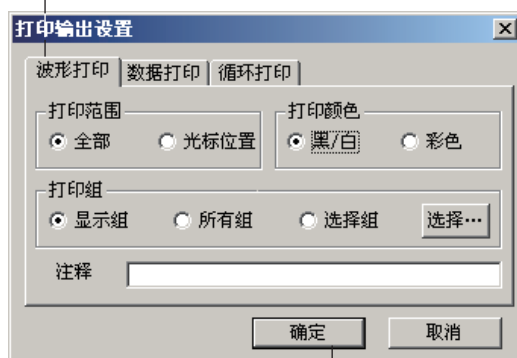 打印输出设置
波形打印 数据打印 循环打印
打印范围 打印颜色
全部 光标位置 黑/白 彩色
打印组
显示组 所有组 选择组 选择…
注释
确定 取消